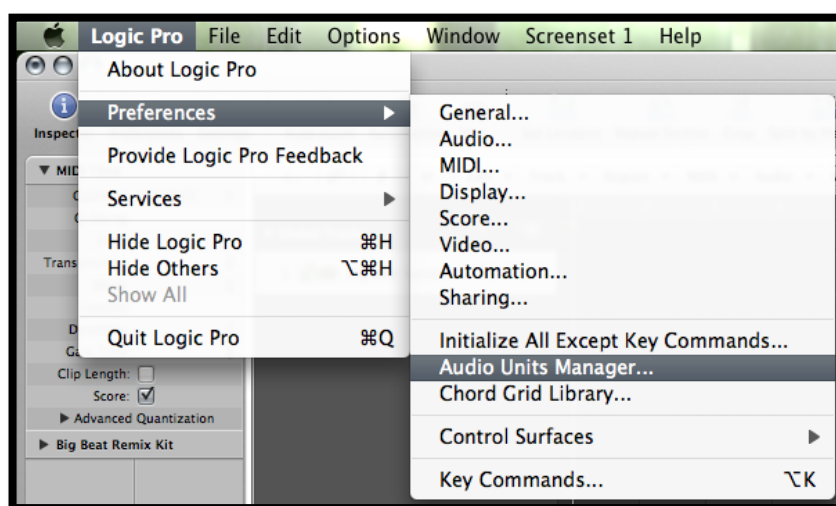 Logic Pro File Edit Options Window Screenset 1 Help
About Logic Pro
Preferences
Provide Logic Pro Feedback
Services
Hide Logic Pro ⌘H
Hide Others ⌥⌘H
Show All
Quit Logic Pro ⌘Q
General...
Audio...
MIDI...
Display...
Score...
Video...
Automation...
Sharing...
Initialize All Except Key Commands...
Audio Units Manager...
Chord Grid Library...
Control Surfaces
Key Commands... ⌥K
Inspect
MID
Trans
D
Ga
Clip Length:
Score:
Advanced Quantization
Big Beat Remix Kit